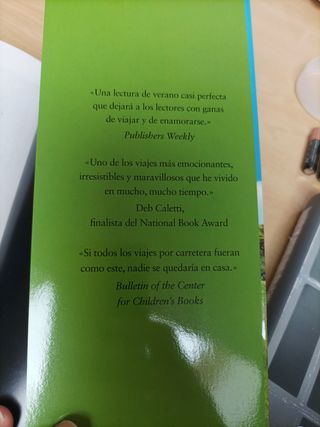 «Una lectura de verano casi perfecta
que dejará a los lectores con ganas
de viajar y de enamorarse.»
Publishers Weekly
«Uno de los viajes más emocionantes,
irresistibles y maravillosos que he vivido
en mucho, mucho tiempo.»
Deb Caletti,
finalista del National Book Award
«Si todos los viajes por carretera fueran
como este, nadie se quedaría en casa.»
Bulletin of the Center
for Children's Books